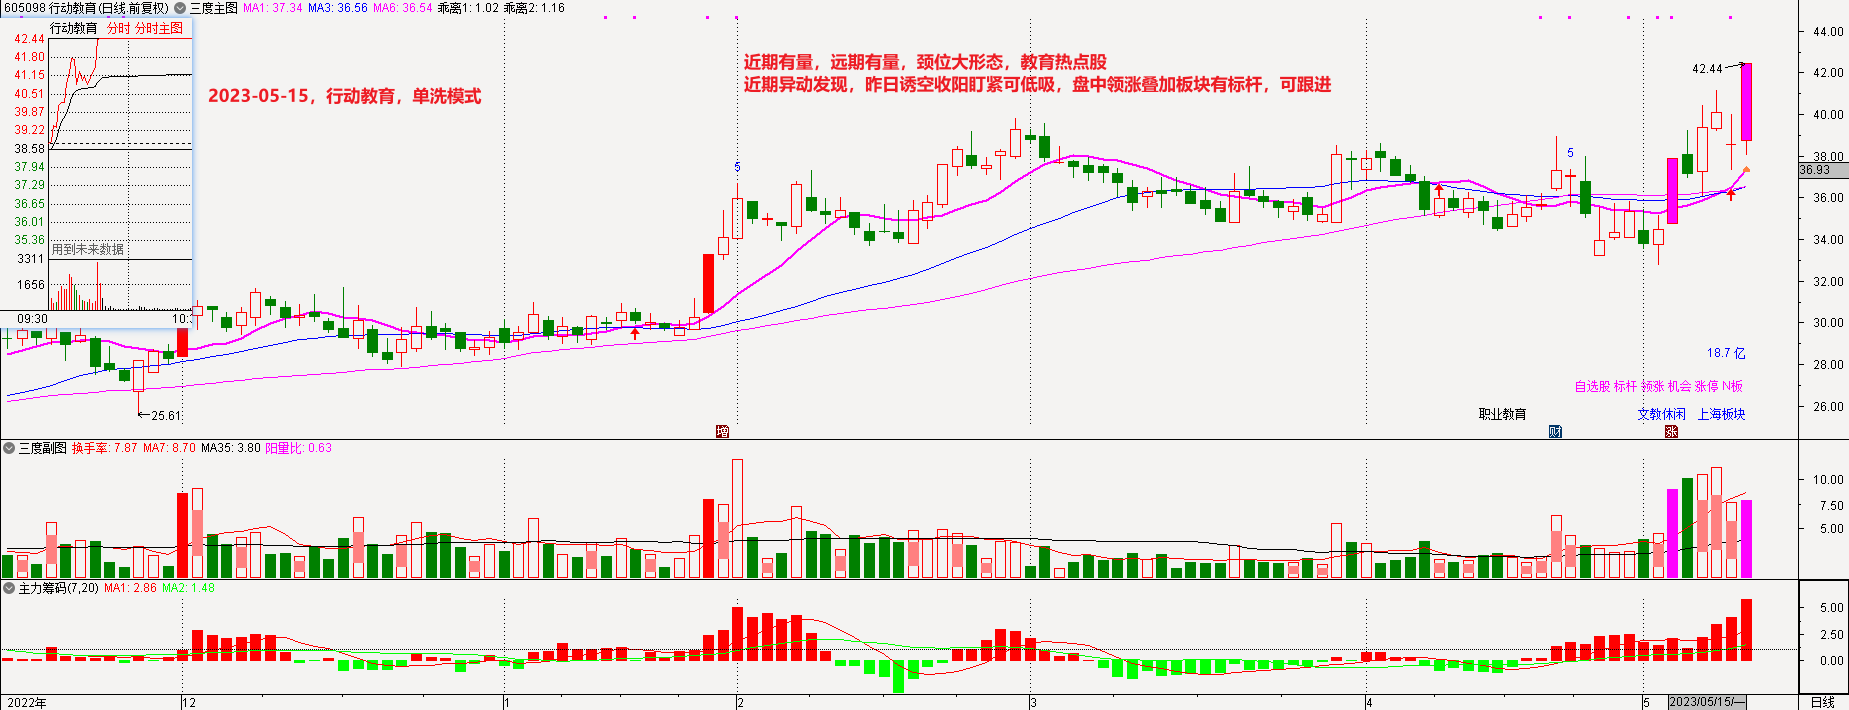 605098 行动教育(日线.前复权) 三度主图 MA1: 37.34 MA3: 36.56 MA6: 36.54 乖离1: 1.02 乖离2: 1.16
行动教育 分时 分时主图
42.44
41.80
41.15
40.51
39.87
39.22
38.58
37.94
37.29
36.65
36.01
35.36
用到未来数据
3311
1656
09:30
10:
2023-05-15，行动教育，单洗模式
近期有量，远期有量，颈位大形态，教育热点股
近期异动发现，昨日诱空收阳盯紧可低吸，盘中领涨叠加板块有标杆，可跟进
42.44
5
5
25.61
18.7 亿
自选股 标杆 领涨 机会 涨停 N板
职业教育 文教休闲 上海板块
增
财
涨
44.00
42.00
40.00
38.00
36.93
36.00
34.00
32.00
30.00
28.00
26.00
三度副图 换手率: 7.87 MA7: 8.70 MA35: 3.80 阳量比: 0.63
10.00
7.50
5.00
主力筹码(7,20) MA1: 2.86 MA2: 1.48
5.00
2.50
0.00
2022年 12 1 2 3 4 5 2023/05/15/一 日线